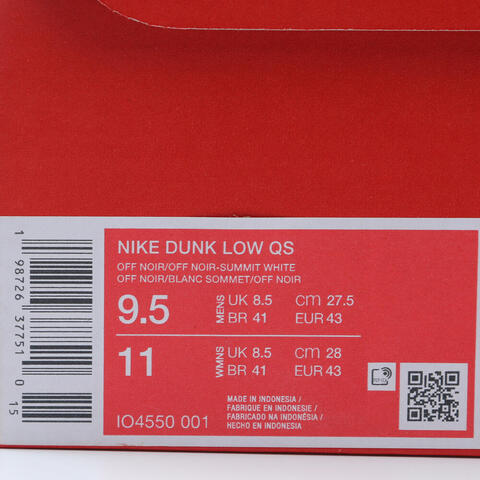 NIKE DUNK LOW QS
OFF NOIR/OFF NOIR-SUMMIT WHITE
OFF NOIR/BLANC SOMMET/OFF NOIR
9.5 MENS UK 8.5 CM 27.5
BR 41 EUR 43
11 WMNS UK 8.5 CM 28
BR 41 EUR 43
IO4550 001
MADE IN INDONESIA /
FABRIQUE EN INDONESIE /
FABRICADO NA INDONÉSIA /
HECHO EN INDONESIA
1 98726 37751 0 15